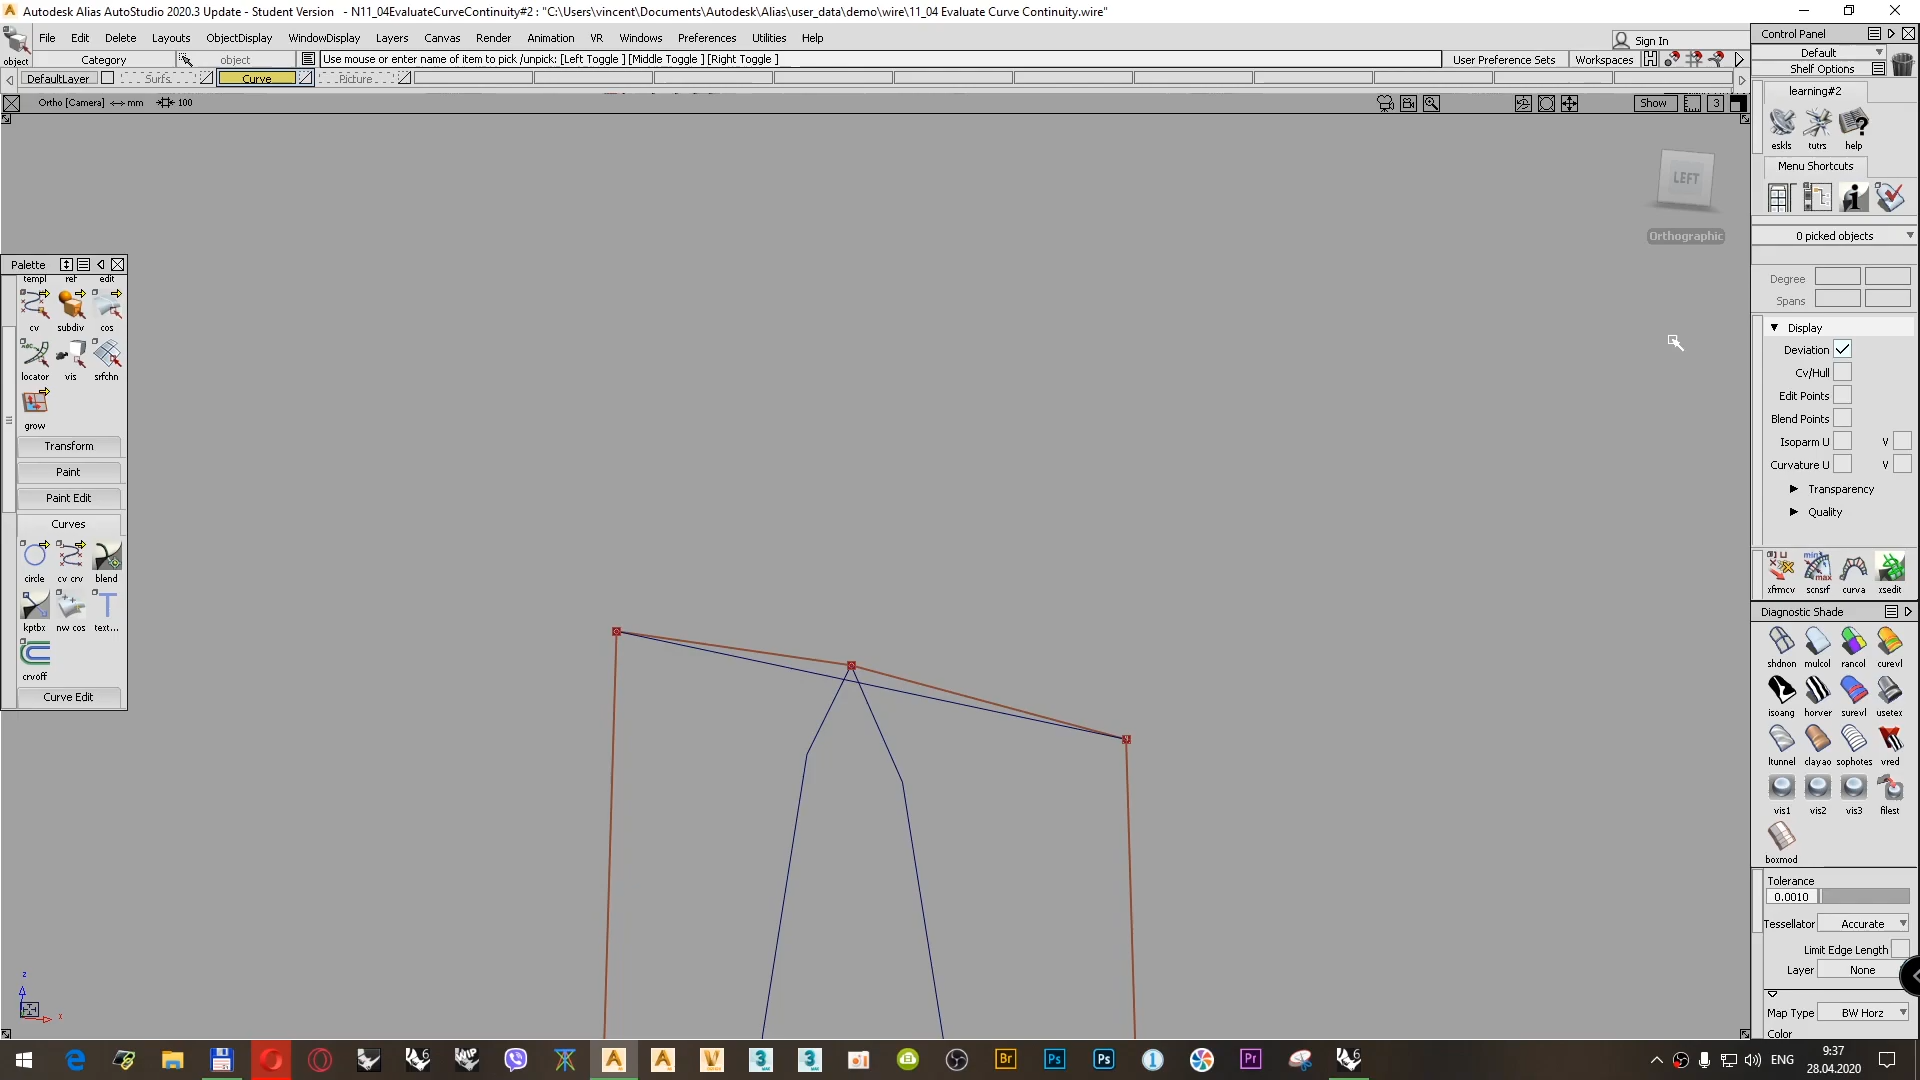 Autodesk Alias AutoStudio 2020.3 Update - Student Version - N11_04EvaluateCurveContinuity#2 : "C:\Users\vincent\Documents\Autodesk\Alias\user_data\demo\wire\11_04 Evaluate Curve Continuity.wire"
File Edit Delete Layouts ObjectDisplay WindowDisplay Layers Canvas Render Animation VR Windows Preferences Utilities Help
Sign In
object Category object Use mouse or enter name of item to pick /unpick: [Left Toggle ] [Middle Toggle ] [Right Toggle ] User Preference Sets Workspaces
DefaultLayer Surfs Curve Picture
Ortho [Camera] mm 100 Show 3
LEFT
Orthographic
Palette
templ ref edit
cv subdiv cos
locator vis srfchn
grow
Transform
Paint
Paint Edit
Curves
circle cv crv blend
kptbx nw cos text...
crvoff
Curve Edit
z
x
Control Panel
Default
Shelf Options
learning#2
eskls tutrs help
Menu Shortcuts
0 picked objects
Degree
Spans
Display
Deviation
Cv/Hull
Edit Points
Blend Points
Isoparm U V
Curvature U V
Transparency
Quality
xfrmcv scnsrf curva xsedit
Diagnostic Shade
shdnon mulcol rancol curevl
isoang horver surevl usetex
ltunnel clayao sophotes vred
vis1 vis2 vis3 filest
boxmod
Tolerance
0.0010
Tessellator Accurate
Limit Edge Length
Layer None
Map Type BW Horz
Color
ENG
9:37
28.04.2020